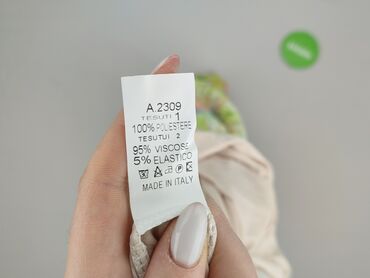 A.2309
TESUTI 1
100% POLIESTERE
TESUTUI 2
95% VISCOSE
5% ELASTICO
MADE IN ITALY